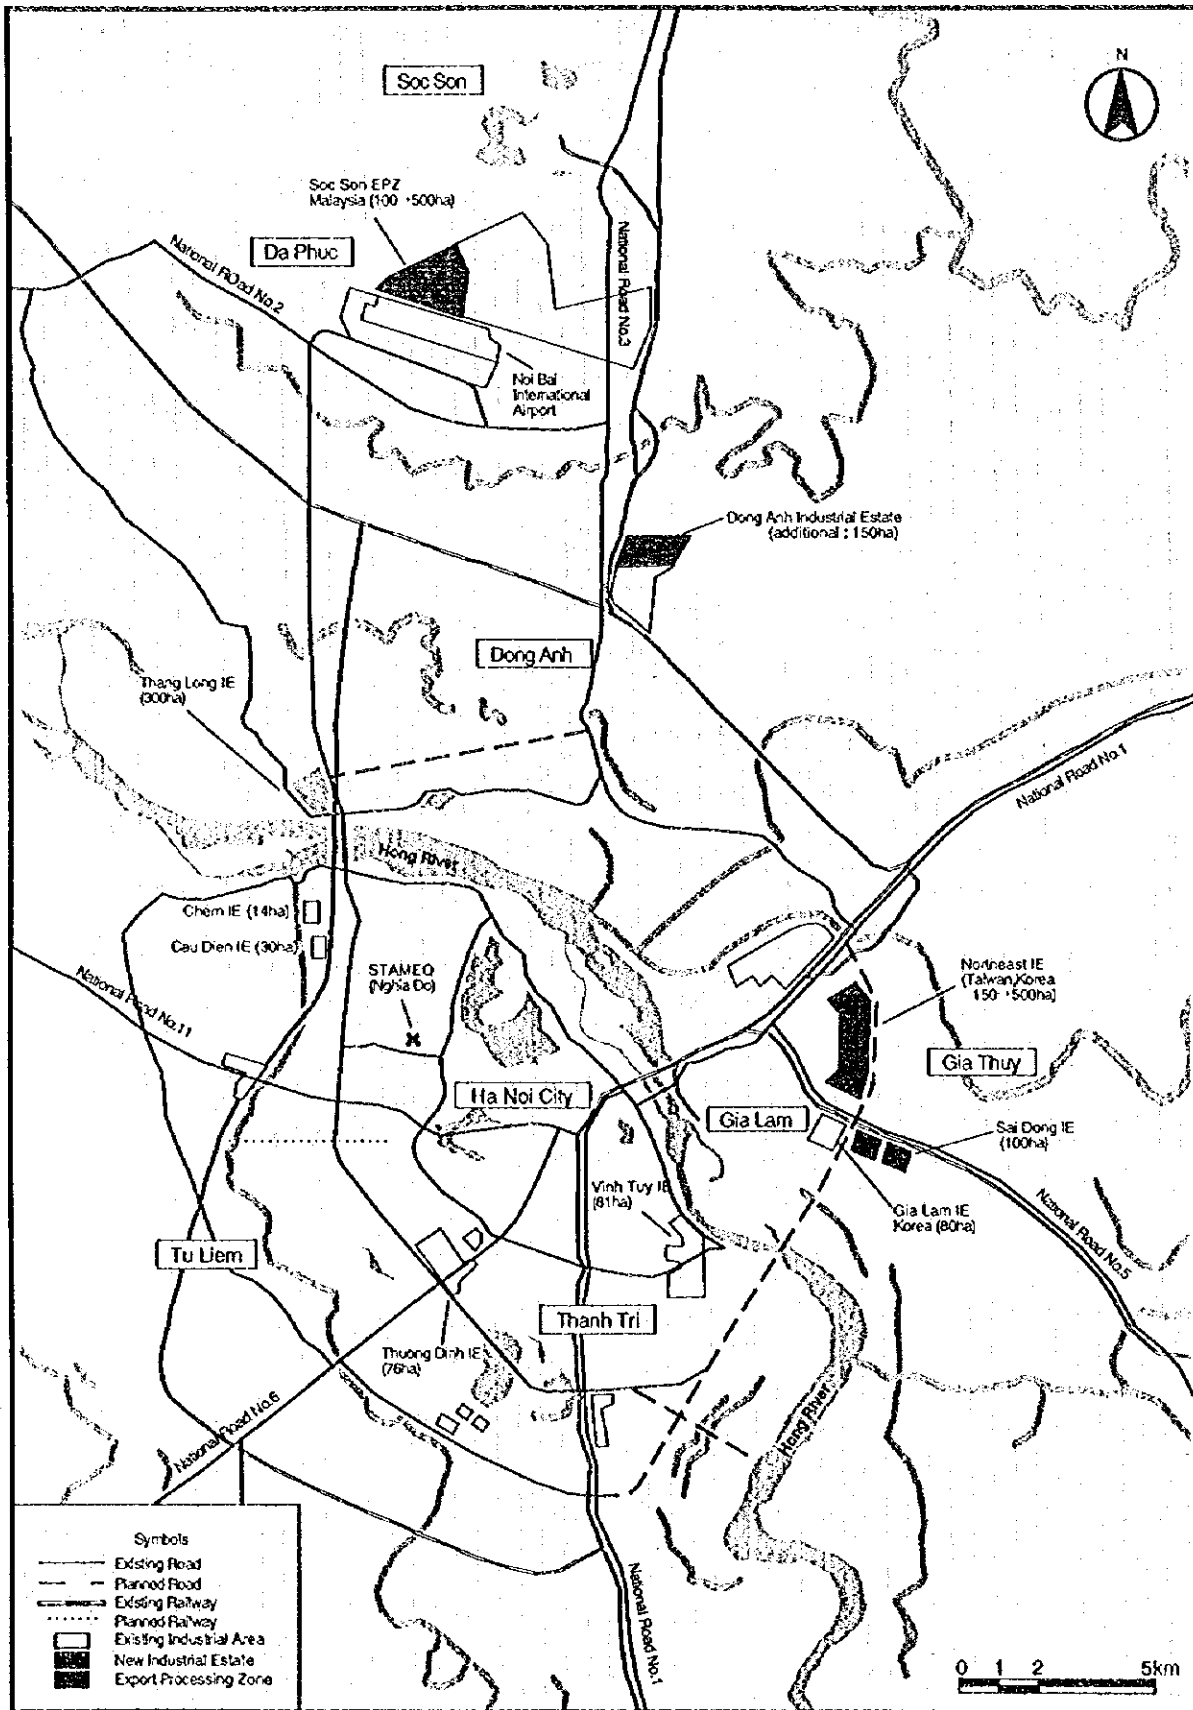 N
Soc Son
Soc Son EPZ
Malaysia (100→500ha)
Da Phuc
National Road No.2
National Road No.3
Noi Bai
International
Airport
Dong Anh Industrial Estate
(additional : 150ha)
Dong Anh
Thang Long IE
(300ha)
National Road No.1
Hong River
Chem IE (14ha)
Cau Dien IE (30ha)
STAMEQ
(Nghia Do)
Northeast IE
(Taiwan,Korea
150→500ha)
National Road No.11
Gia Thuy
Ha Noi City
Gia Lam
Sai Dong IE
(100ha)
Vinh Tuy IE
(81ha)
Gia Lam IE
Korea (80ha)
National Road No.5
Tu Liem
Thanh Tri
Thuong Dinh IE
(76ha)
National Road No.6
Hong River
National Road No.1
Symbols
Existing Road
Planned Road
Existing Railway
Planned Railway
Existing Industrial Area
New Industrial Estate
Export Processing Zone
0 1 2 5km